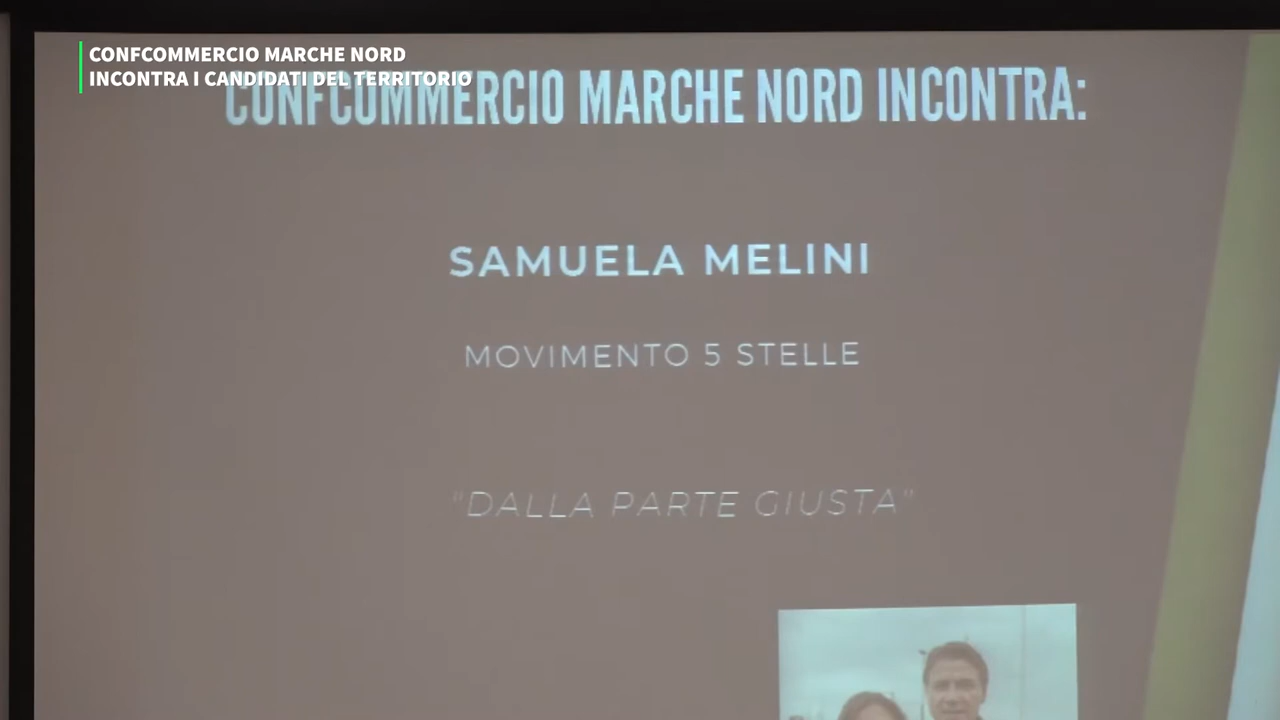 CONFCOMMERCIO MARCHE NORD
INCONTRA I CANDIDATI DEL TERRITORIO
CONFCOMMERCIO MARCHE NORD INCONTRA:
SAMUELA MELINI
MOVIMENTO 5 STELLE
"DALLA PARTE GIUSTA"